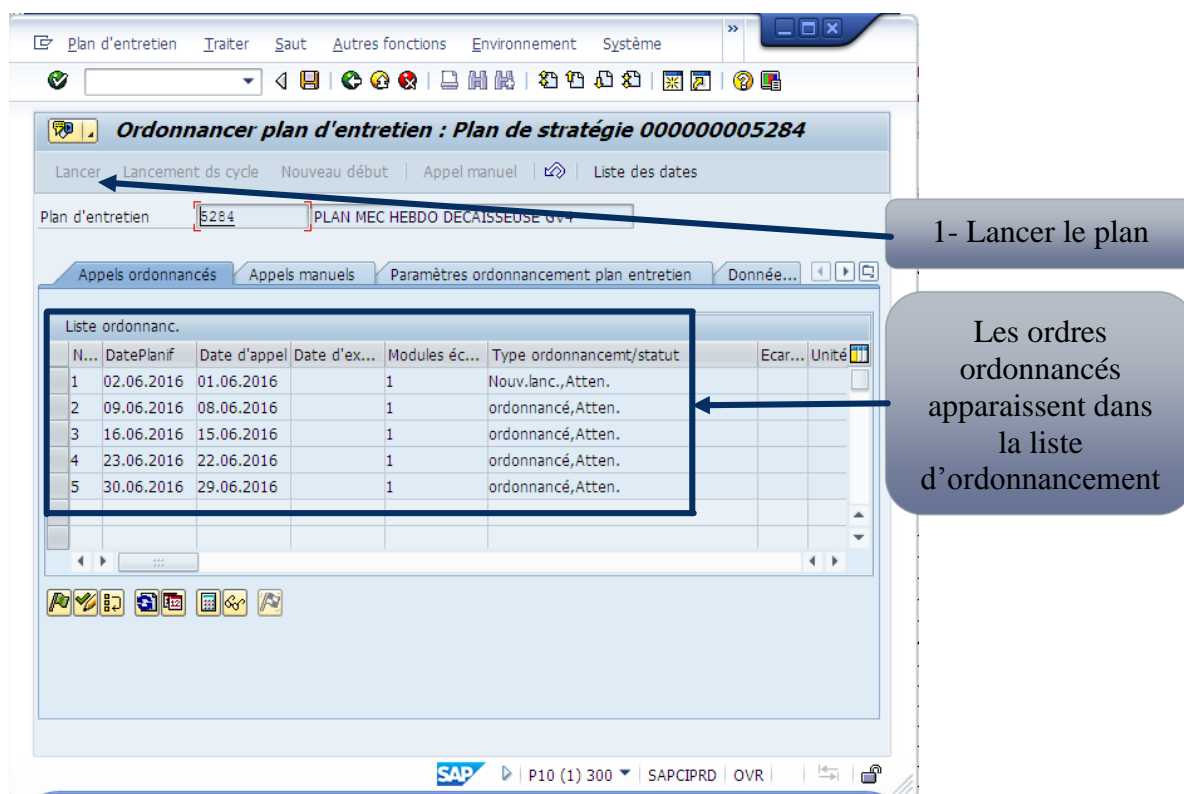 Plan d'entretien Traiter Saut Autres fonctions Environnement Système »
Ordonnancer plan d'entretien : Plan de stratégie 000000005284
Lancer Lancement ds cycle Nouveau début Appel manuel Liste des dates
Plan d'entretien 5284 PLAN MEC HEBDO DECAISSEUSE GV4
1- Lancer le plan
Appels ordonnancés Appels manuels Paramètres ordonnancement plan entretien Donnée...
Liste ordonnanc.
N... DatePlanif Date d'appel Date d'ex... Modules éc... Type ordonnancemt/statut Ecar... Unité
1 02.06.2016 01.06.2016 1 Nouv.lanc.,Atten.
2 09.06.2016 08.06.2016 1 ordonnancé,Atten.
3 16.06.2016 15.06.2016 1 ordonnancé,Atten.
4 23.06.2016 22.06.2016 1 ordonnancé,Atten.
5 30.06.2016 29.06.2016 1 ordonnancé,Atten.
Les ordres
ordonnancés
apparaissent dans
la liste
d’ordonnancement
SAP P10 (1) 300 SAPCIPRD OVR